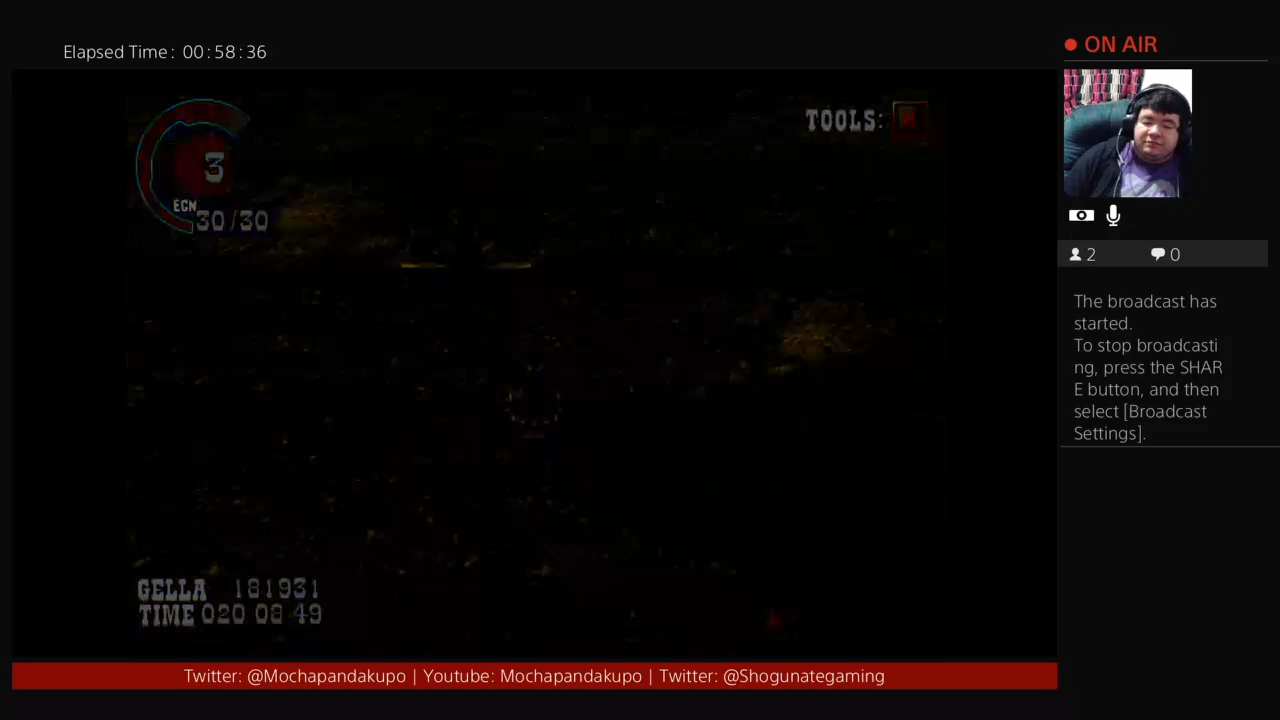 Elapsed Time: 00:58:36
ON AIR
TOOLS:
3
ECN
30/30
2 0
The broadcast has
started.
To stop broadcasti
ng, press the SHAR
E button, and then
select [Broadcast
Settings].
GELLA 181931
TIME 020 08 49
Twitter: @Mochapandakupo | Youtube: Mochapandakupo | Twitter: @Shogunategaming